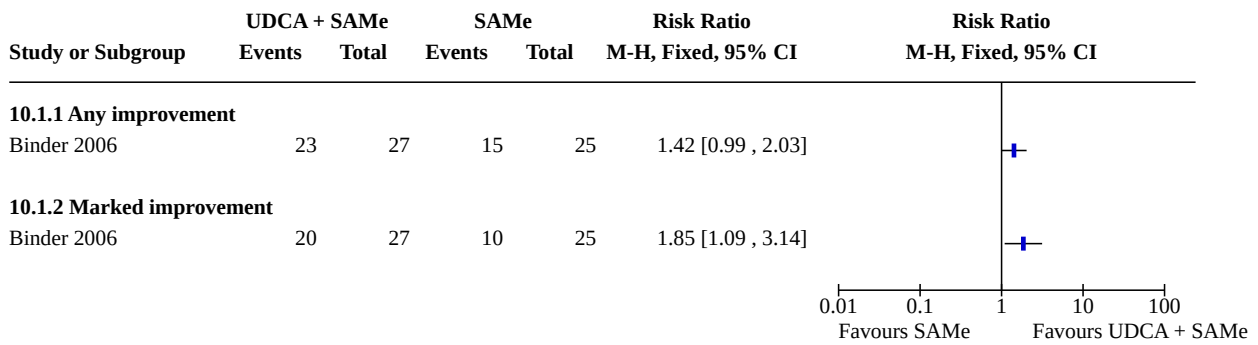 UDCA + SAMe SAMe Risk Ratio Risk Ratio
Study or Subgroup Events Total Events Total M-H, Fixed, 95% CI M-H, Fixed, 95% CI
10.1.1 Any improvement
Binder 2006 23 27 15 25 1.42 [0.99 , 2.03]
10.1.2 Marked improvement
Binder 2006 20 27 10 25 1.85 [1.09 , 3.14]
0.01 0.1 1 10 100
Favours SAMe Favours UDCA + SAMe